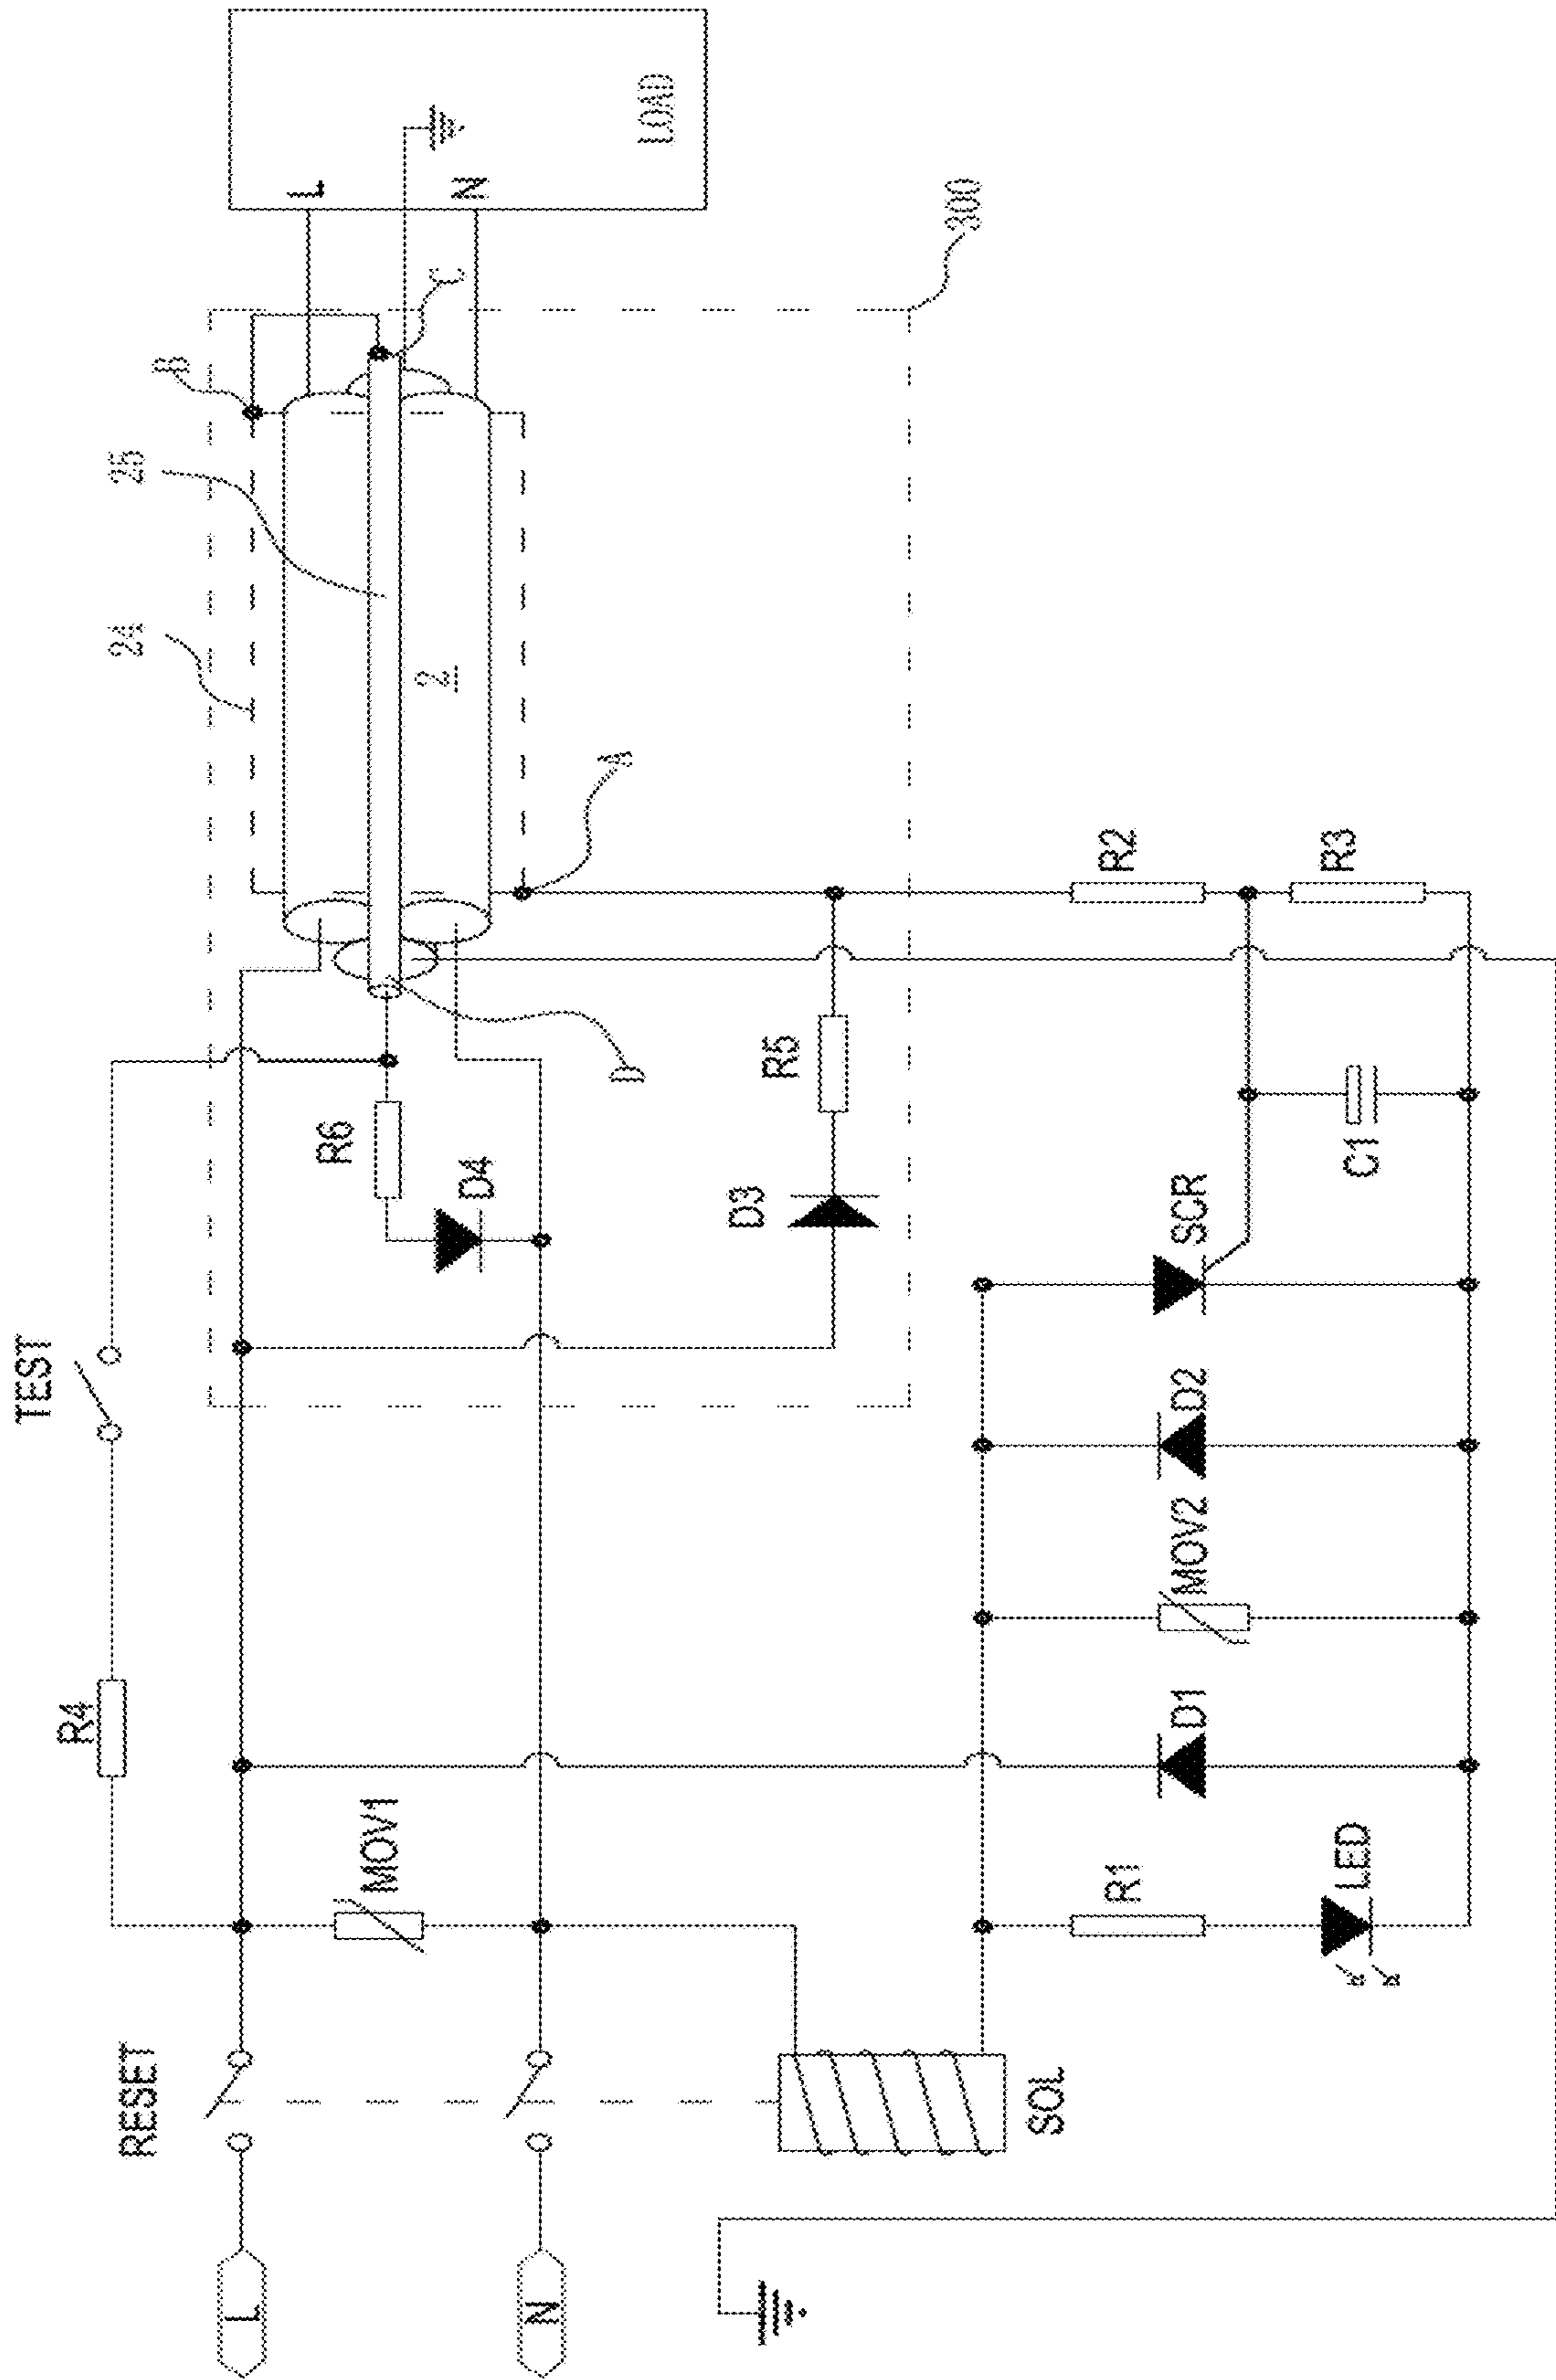 LOAD
L
N
300
C
B
25
24
2
A
R2
R3
D
R6
D4
R5
D3
C1
SCR
TEST
D2
MOV2
R4
D1
MOV1
R1
LED
RESET
SOL
L
N